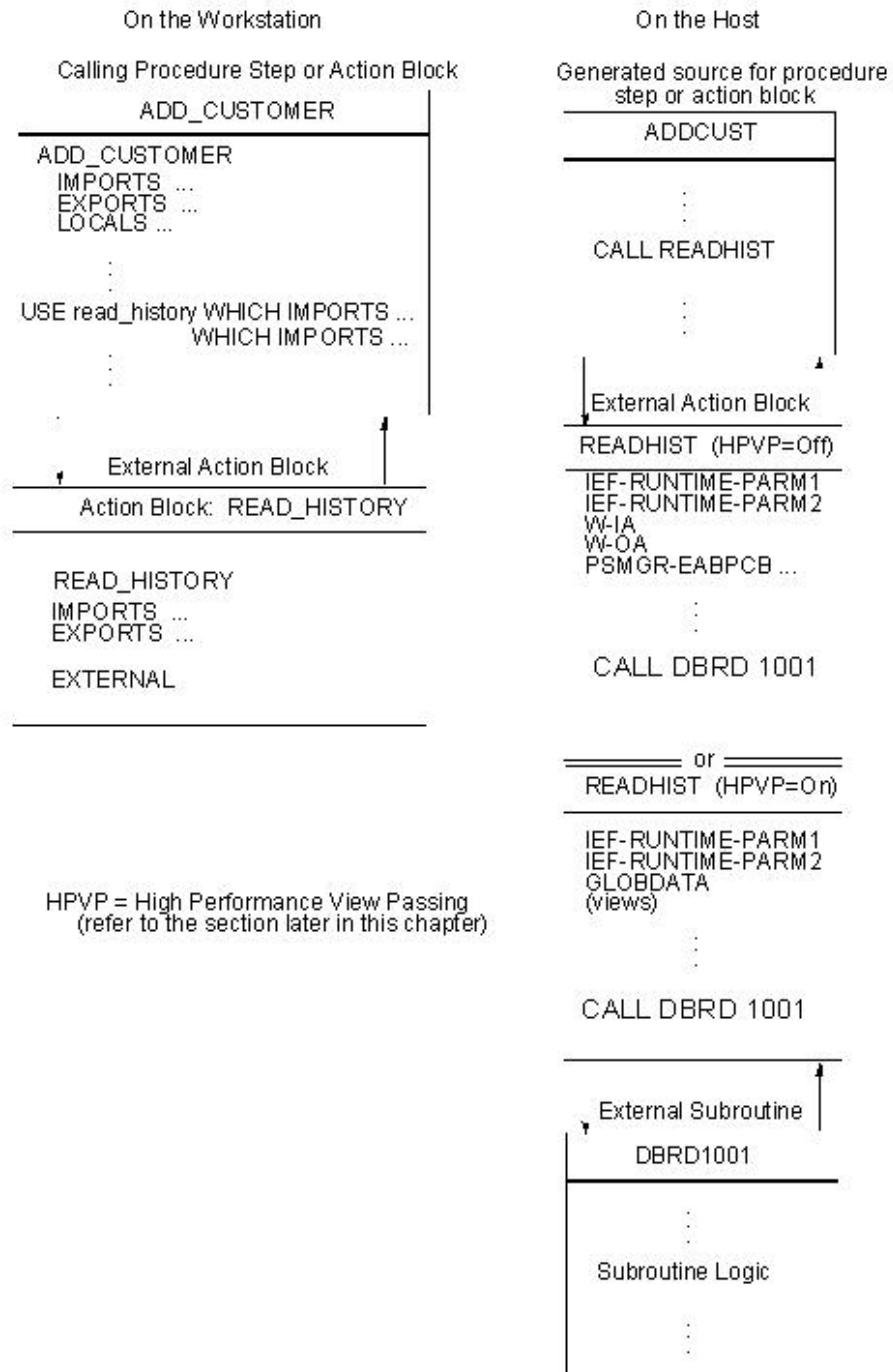 On the Workstation
Calling Procedure Step or Action Block
ADD_CUSTOMER
ADD_CUSTOMER
IMPORTS ...
EXPORTS ...
LOCALS ...
USE read_history WHICH IMPORTS ...
WHICH IMPORTS ...
External Action Block
Action Block: READ_HISTORY
READ_HISTORY
IMPORTS ...
EXPORTS ...
EXTERNAL
HPVP = High Performance View Passing
(refer to the section later in this chapter)
On the Host
Generated source for procedure
step or action block
ADDCUST
CALL READHIST
External Action Block
READHIST (HPVP=Off)
IEF-RUNTIME-PARM1
IEF-RUNTIME-PARM2
W-IA
W-OA
PSMGR-EABPCB ...
CALL DBRD 1001
or
READHIST (HPVP=On)
IEF-RUNTIME-PARM1
IEF-RUNTIME-PARM2
GLOBDATA
(views)
CALL DBRD 1001
External Subroutine
DBRD1001
Subroutine Logic